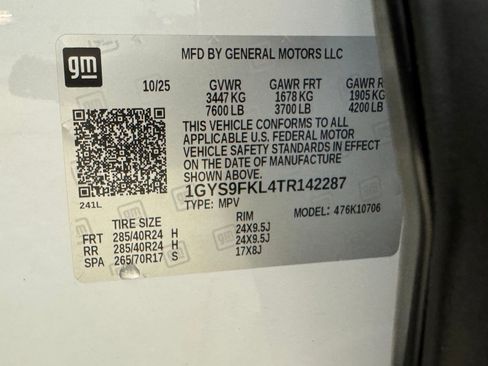 gm
MFD BY GENERAL MOTORS LLC
10/25 GVWR GAWR FRT GAWR R
3447 KG 1678 KG 1905 KG
7600 LB 3700 LB 4200 LB
THIS VEHICLE CONFORMS TO ALL
APPLICABLE U.S. FEDERAL MOTOR
VEHICLE SAFETY STANDARDS IN EFFECT
ON THE DATE OF MANUFACTURE
SHOWN ABOVE.
1GYS9FKL4TR142287
TYPE: MPV MODEL: 476K10706
241L
TIRE SIZE RIM
FRT 285/40R24 H 24X9.5J
RR 285/40R24 H 24X9.5J
SPA 265/70R17 S 17X8J